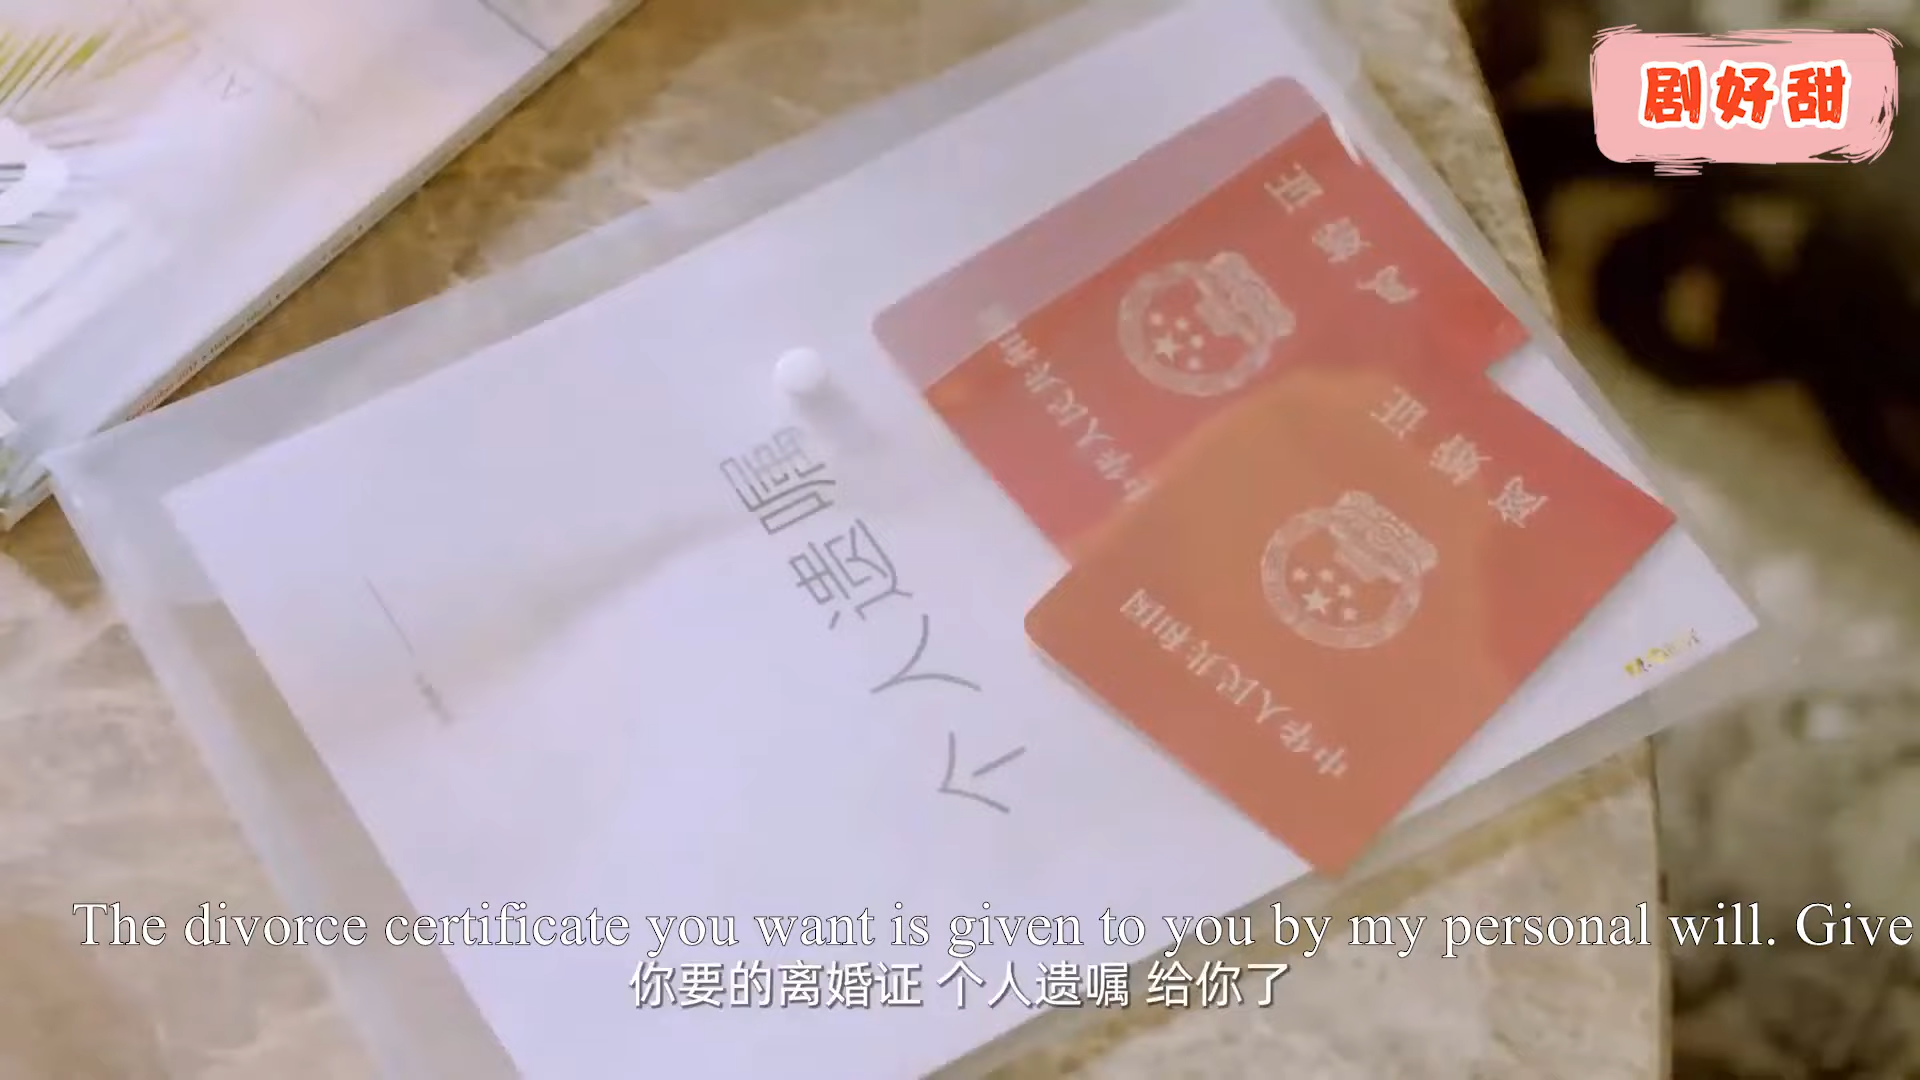 剧好甜
离婚证
中华人民共和
离婚证
中华人民共和国
个人遗嘱
The divorce certificate you want is given to you by my personal will. Give
你要的离婚证 个人遗嘱 给你了